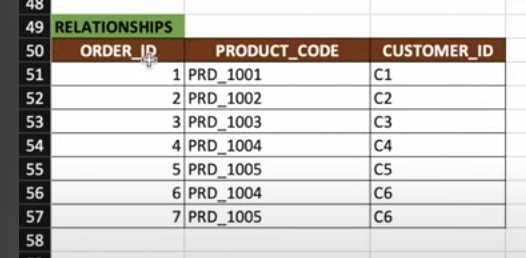 48
49 RELATIONSHIPS
50 ORDER_ID PRODUCT_CODE CUSTOMER_ID
51 1 PRD_1001 C1
52 2 PRD_1002 C2
53 3 PRD_1003 C3
54 4 PRD_1004 C4
55 5 PRD_1005 C5
56 6 PRD_1004 C6
57 7 PRD_1005 C6
58